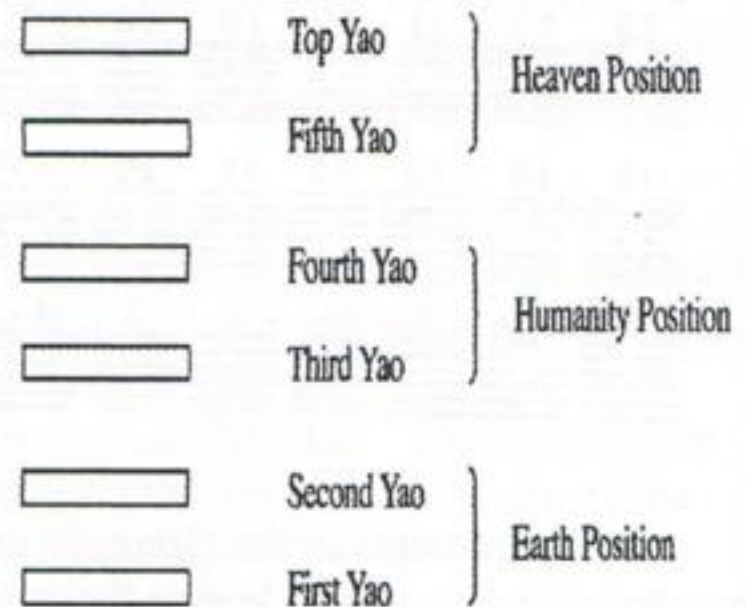 Top Yao
Heaven Position
Fifth Yao
Fourth Yao
Humanity Position
Third Yao
Second Yao
Earth Position
First Yao